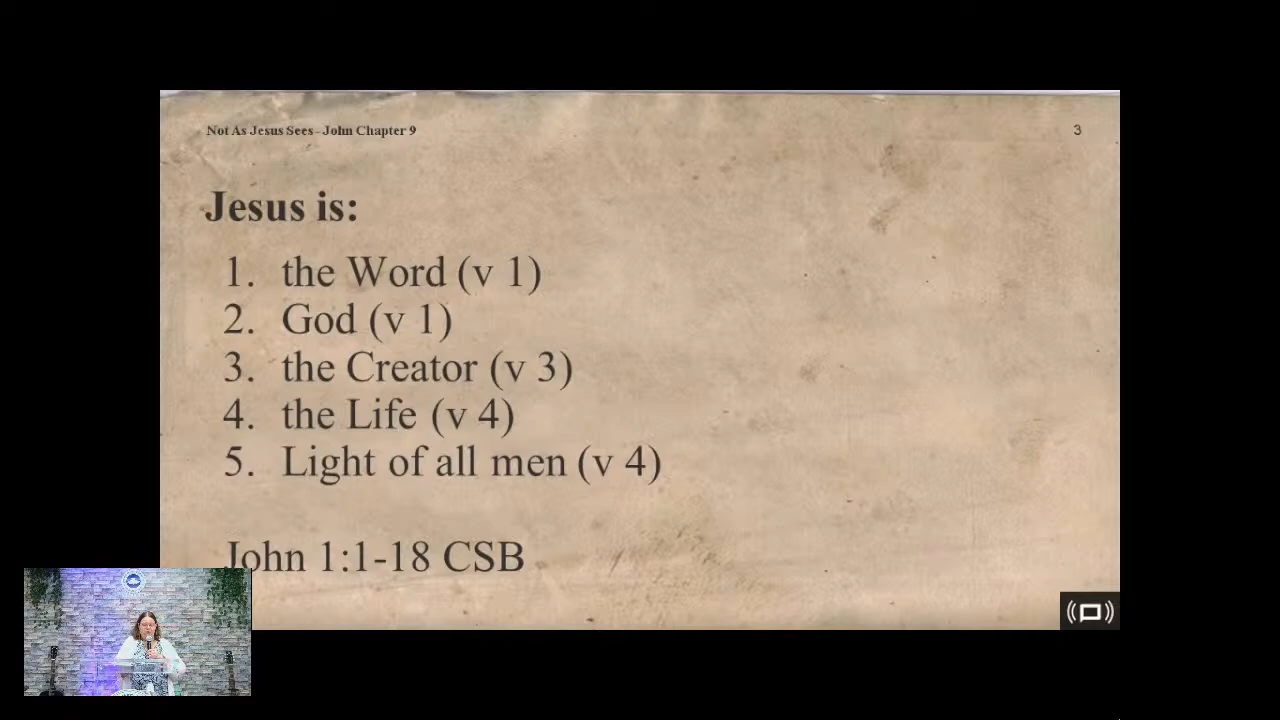 Not As Jesus Sees–John Chapter 9
3
Jesus is:
1. the Word (v 1)
2. God (v 1)
3. the Creator (v 3)
4. the Life (v 4)
5. Light of all men (v 4)
John 1:1-18 CSB